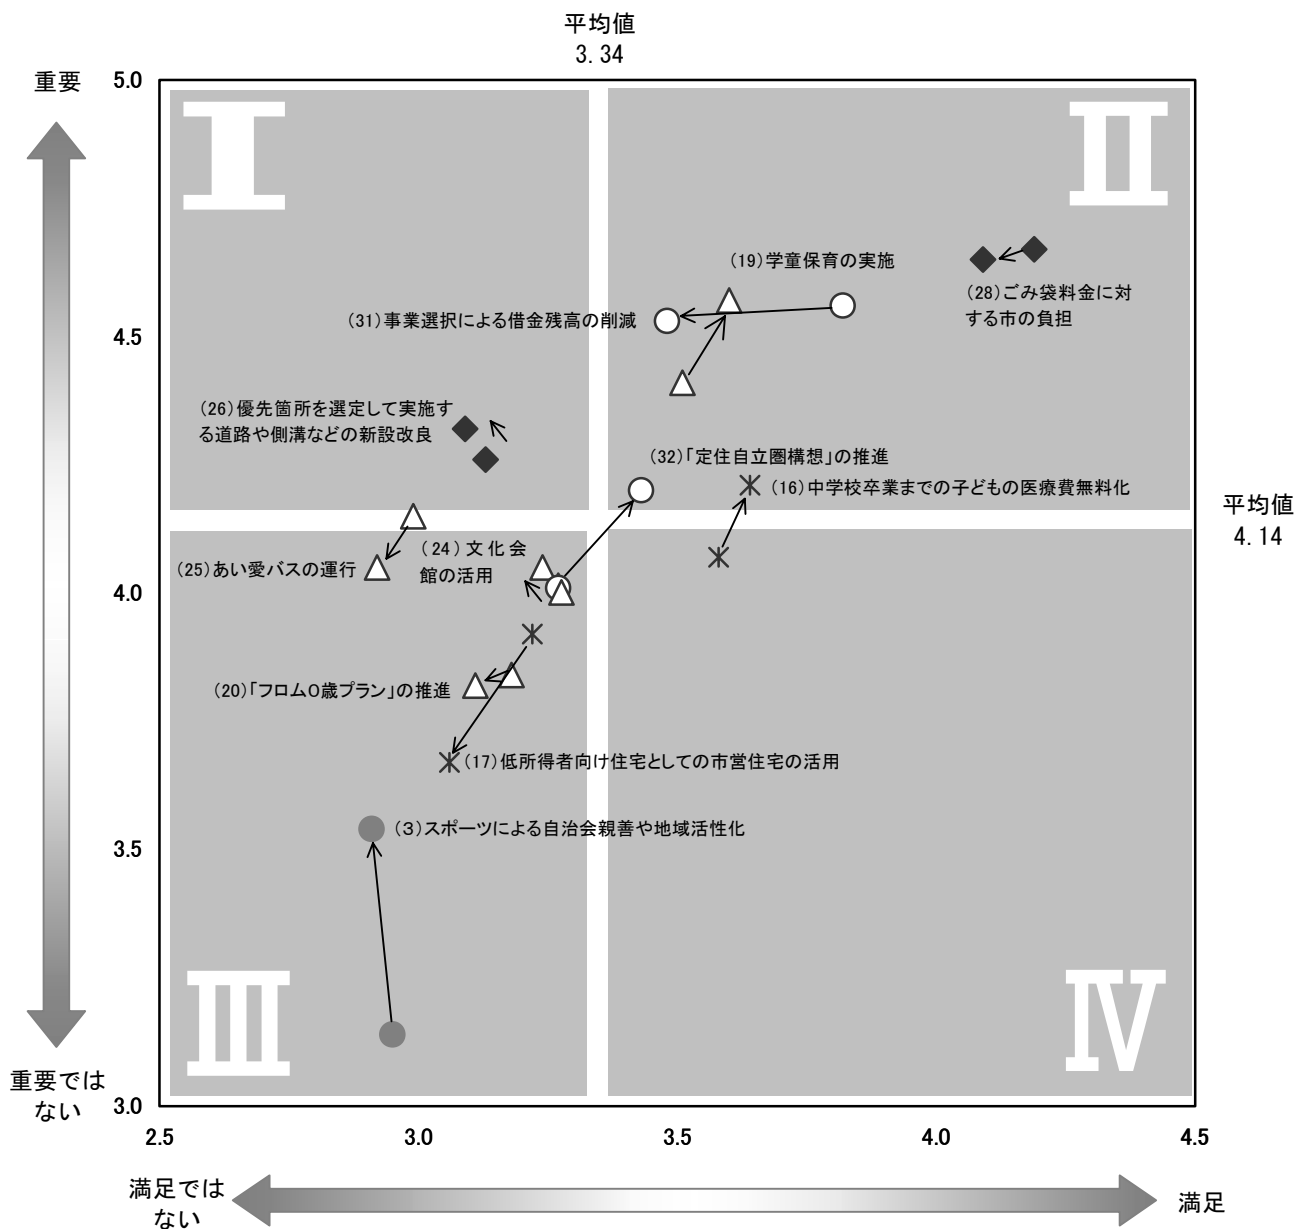 平均値
3.34
重要
5.0
Ⅰ
Ⅱ
(19)学童保育の実施
(28)ごみ袋料金に対
する市の負担
(31)事業選択による借金残高の削減
4.5
(26)優先箇所を選定して実施す
る道路や側溝などの新設改良
(32)「定住自立圏構想」の推進
(16)中学校卒業までの子どもの医療費無料化
平均値
4.14
(24)文化会
館の活用
(25)あい愛バスの運行
4.0
(20)「フロム0歳プラン」の推進
(17)低所得者向け住宅としての市営住宅の活用
(3)スポーツによる自治会親善や地域活性化
3.5
Ⅲ
Ⅳ
重要では
ない
3.0
2.5
3.0
3.5
4.0
4.5
満足では
ない
満足